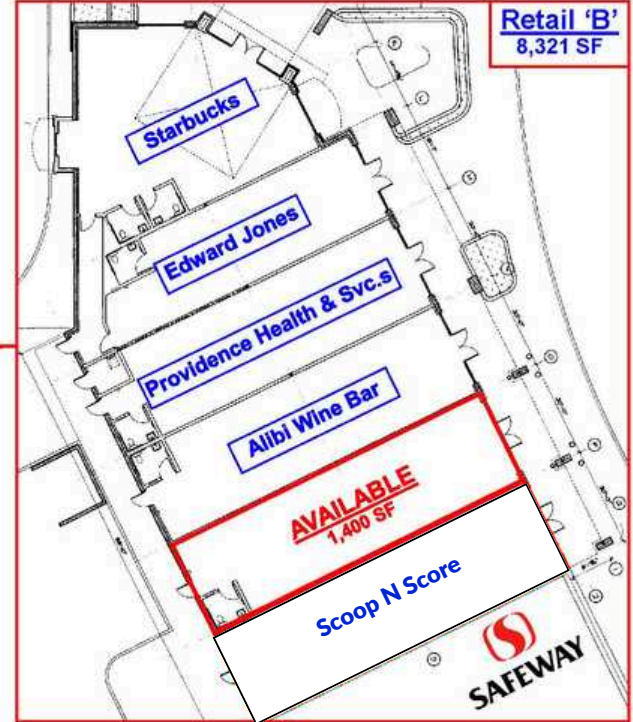 Retail ‘B’
8,321 SF
Starbucks
Edward Jones
Providence Health & Svc.s
Alibi Wine Bar
AVAILABLE
1,400 SF
Scoop N Score
SAFEWAY